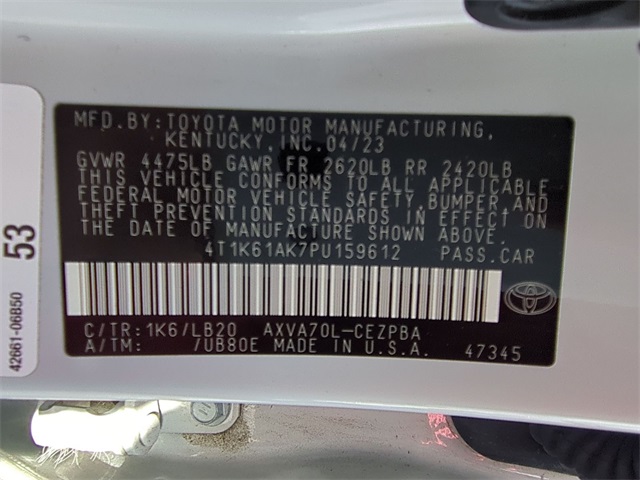 MFD. BY: TOYOTA MOTOR MANUFACTURING,
KENTUCKY, INC. 04/23
GVWR 4475LB GAWR FR 2620LB RR 2420LB
THIS VEHICLE CONFORMS TO ALL APPLICABLE
FEDERAL MOTOR VEHICLE SAFETY, BUMPER, AND
THEFT PREVENTION STANDARDS IN EFFECT ON
THE DATE OF MANUFACTURE SHOWN ABOVE.
4T1K61AK7PU159612 PASS.CAR
C/TR: 1K6/LB20 AXVA70L-CEZPBA
A/TM: /UB80E MADE IN U.S.A. 47345
53
42661-06B50